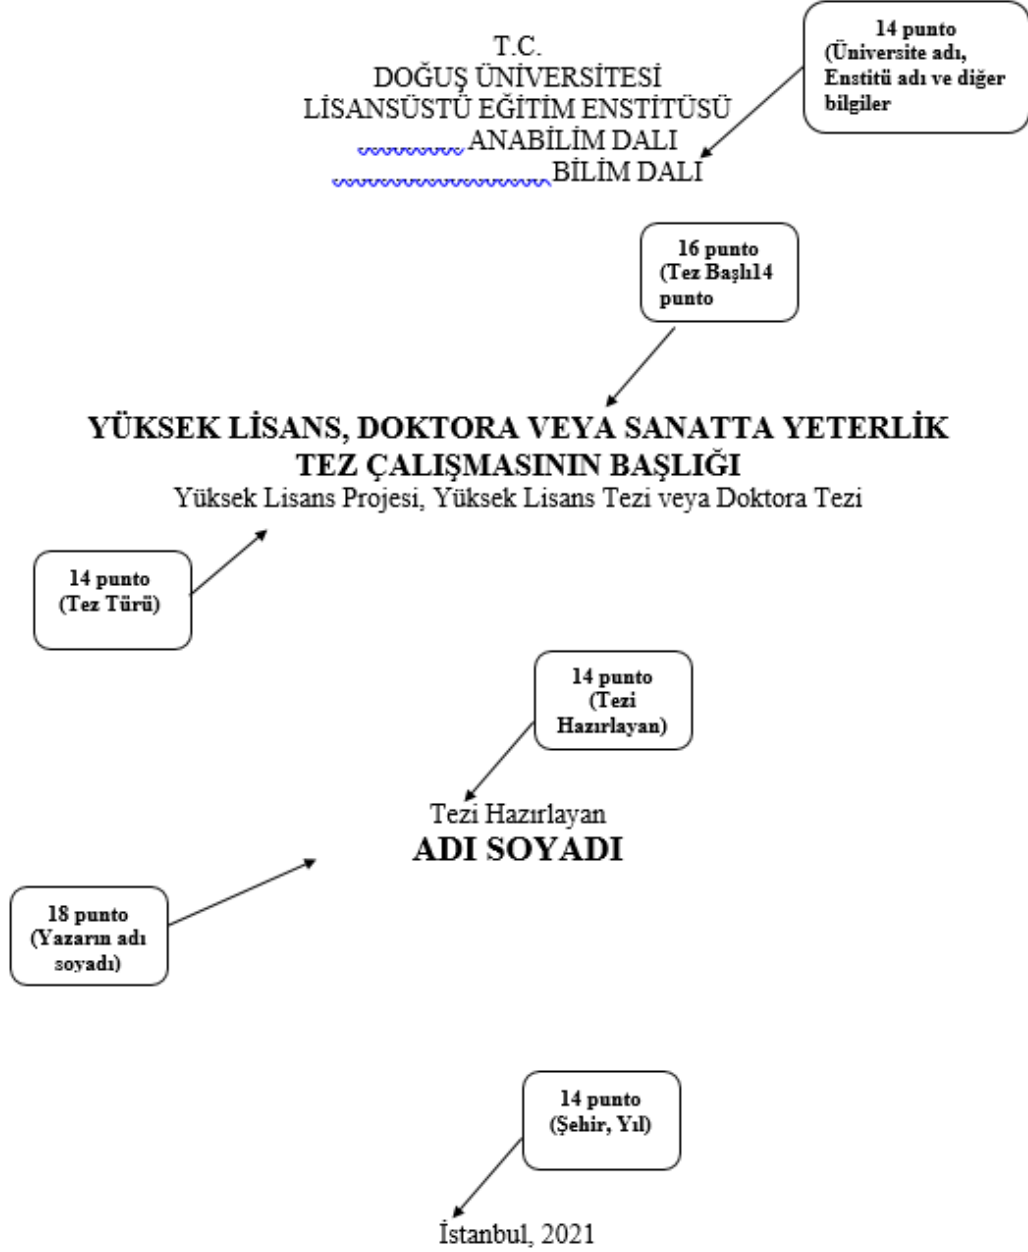 T.C.
DOĞUŞ ÜNİVERSİTESİ
LİSANSÜSTÜ EĞİTİM ENSTİTÜSÜ
ANABİLİM DALI
BİLİM DALI
14 punto
(Üniversite adı,
Enstitü adı ve diğer
bilgiler
16 punto
(Tez Başlı14
punto
YÜKSEK LİSANS, DOKTORA VEYA SANATTA YETERLİK
TEZ ÇALIŞMASININ BAŞLIĞI
Yüksek Lisans Projesi, Yüksek Lisans Tezi veya Doktora Tezi
14 punto
(Tez Türü)
14 punto
(Tezi
Hazırlayan)
Tezi Hazırlayan
ADI SOYADI
18 punto
(Yazarın adı
soyadı)
14 punto
(Şehir, Yıl)
İstanbul, 2021